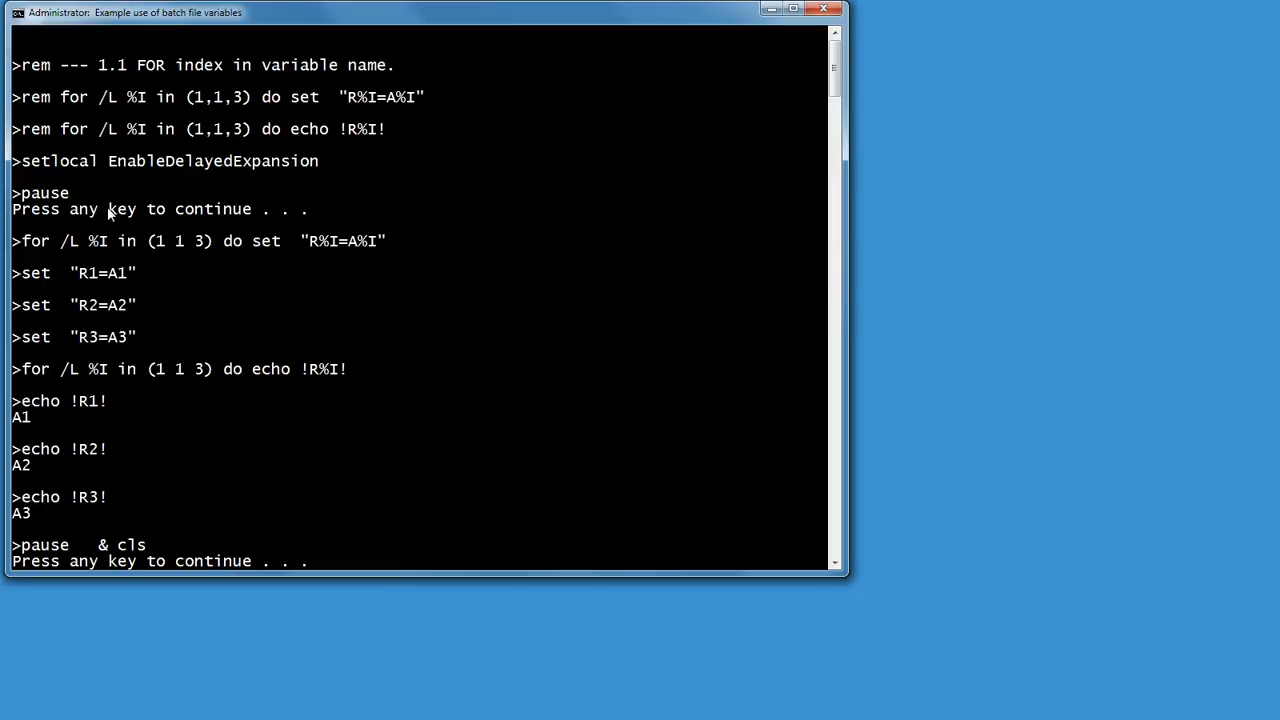 Administrator: Example use of batch file variables
>rem --- 1.1 FOR index in variable name.
>rem for /L %I in (1,1,3) do set  "R%I=A%I"
>rem for /L %I in (1,1,3) do echo !R%I!
>setlocal EnableDelayedExpansion
>pause
Press any key to continue . . .
>for /L %I in (1 1 3) do set  "R%I=A%I"
>set  "R1=A1"
>set  "R2=A2"
>set  "R3=A3"
>for /L %I in (1 1 3) do echo !R%I!
>echo !R1!
A1
>echo !R2!
A2
>echo !R3!
A3
>pause   & cls
Press any key to continue . . .